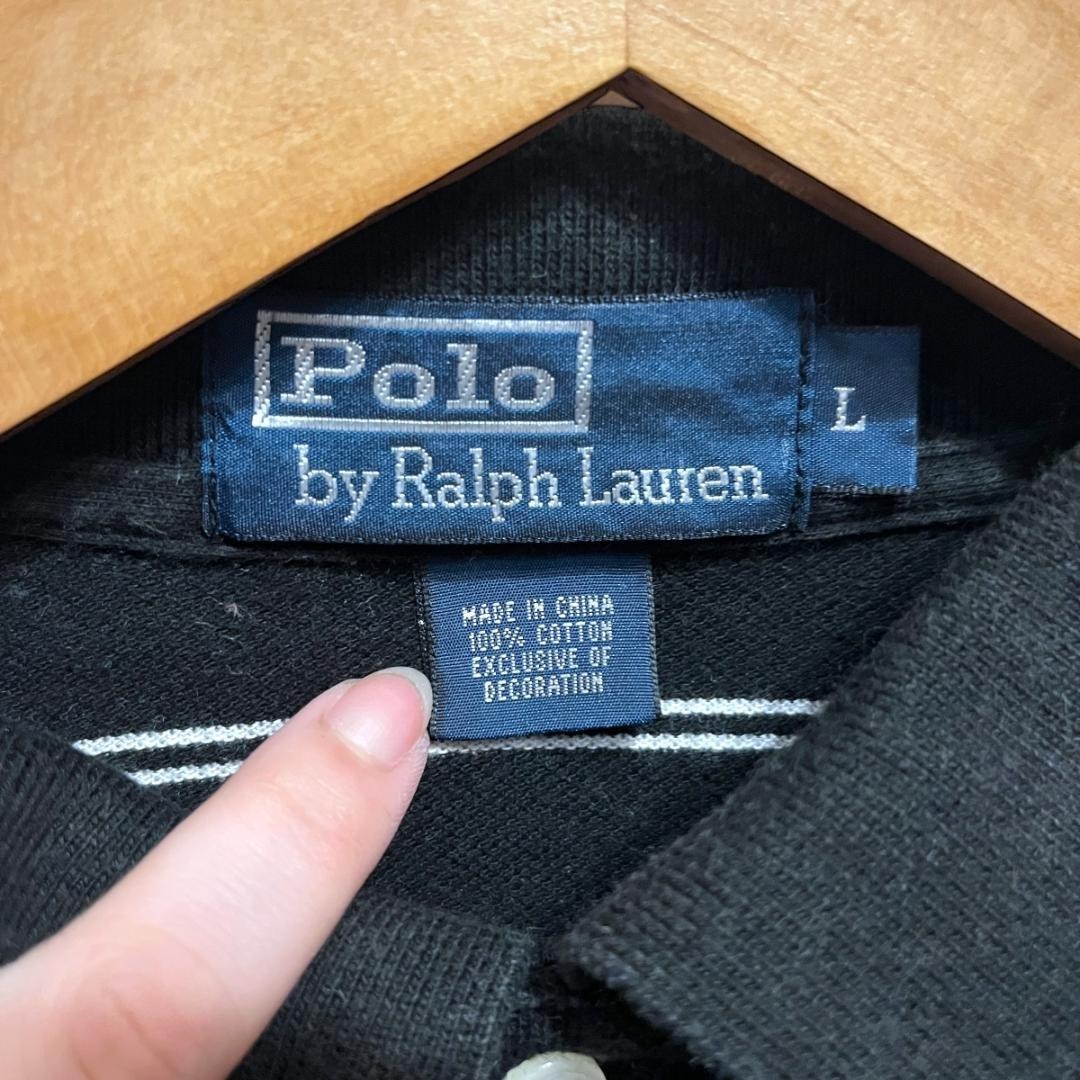 Polo
by Ralph Lauren
L
MADE IN CHINA
100% COTTON
EXCLUSIVE OF
DECORATION